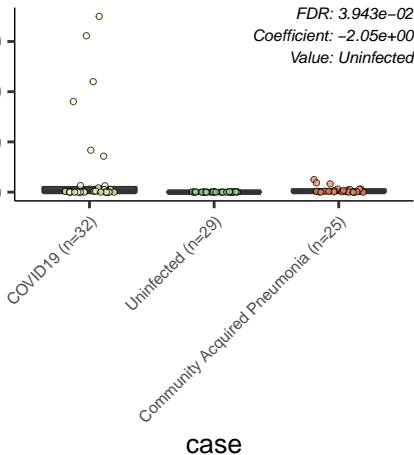 FDR: 3.943e−02
Coefficient: −2.05e+00
Value: Uninfected
COVID19 (n=32)
Uninfected (n=29)
Community Acquired Pneumonia (n=25)
case